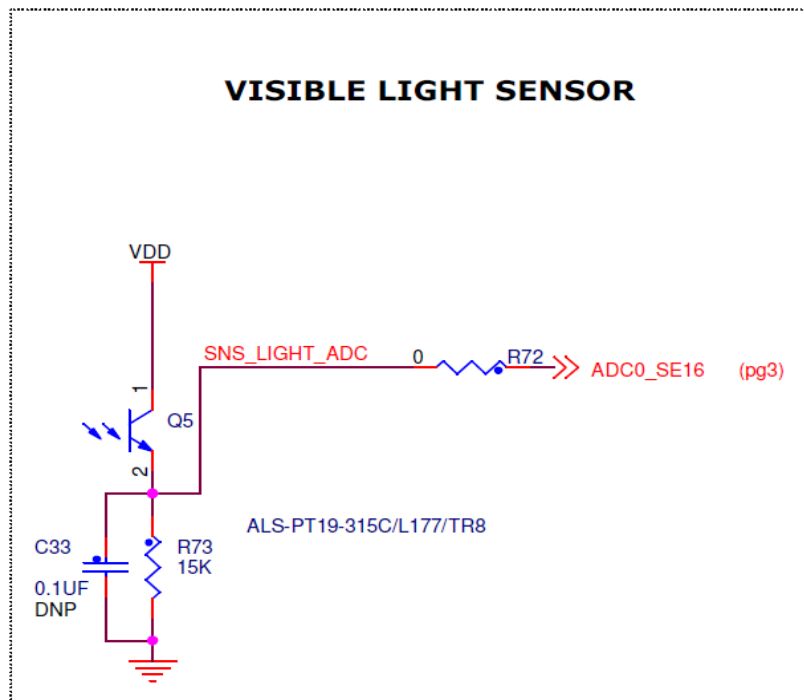 VISIBLE LIGHT SENSOR
VDD
SNS_LIGHT_ADC
0
R72
ADC0_SE16 (pg3)
1
Q5
2
ALS-PT19-315C/L177/TR8
C33
0.1UF
DNP
R73
15K